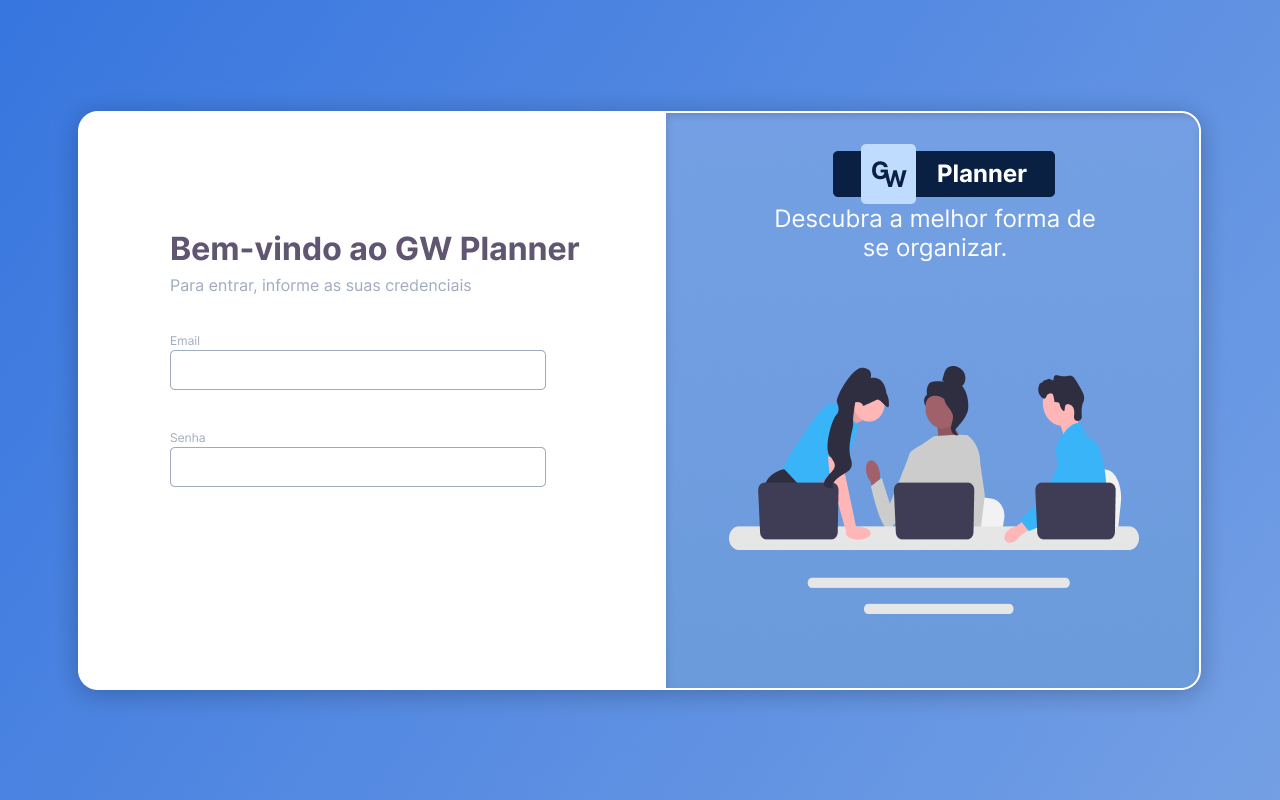 Bem-vindo ao GW Planner
Para entrar, informe as suas credenciais
Email
Senha
GW Planner
Descubra a melhor forma de
se organizar.